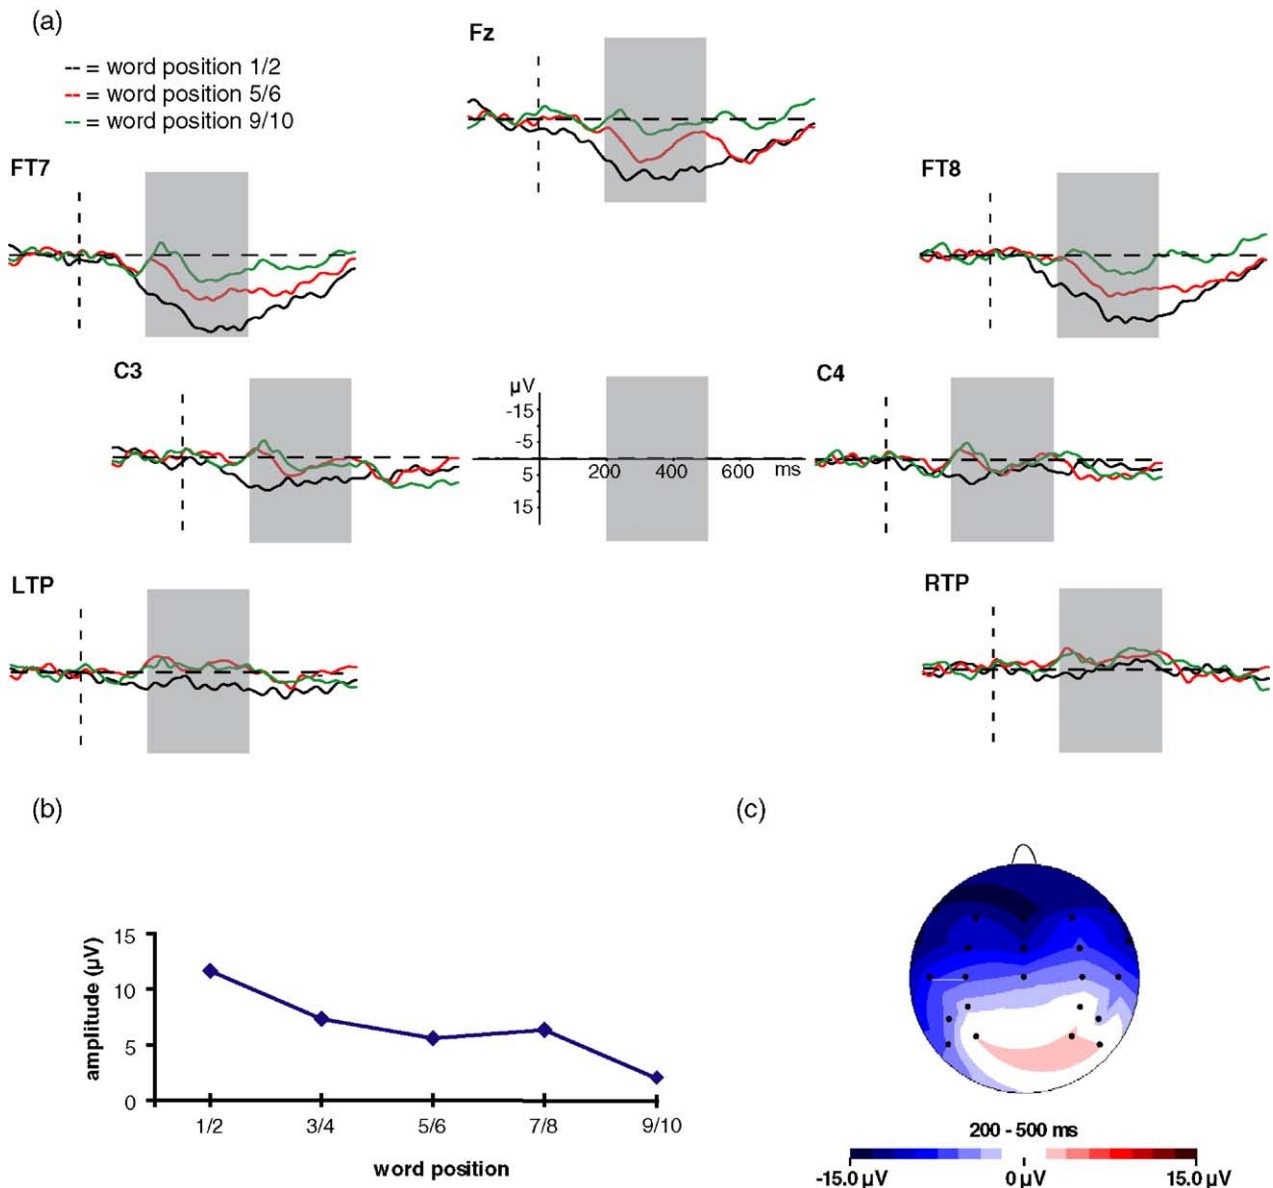 (a)
Fz
-- = word position 1/2
-- = word position 5/6
-- = word position 9/10
FT7
FT8
C3
µV
-15
-5
5
15
200 400 600 ms
C4
LTP
RTP
(b)
(c)
amplitude (µV)
15
10
5
0
1/2 3/4 5/6 7/8 9/10
word position
200 - 500 ms
-15.0 µV 0 µV 15.0 µV